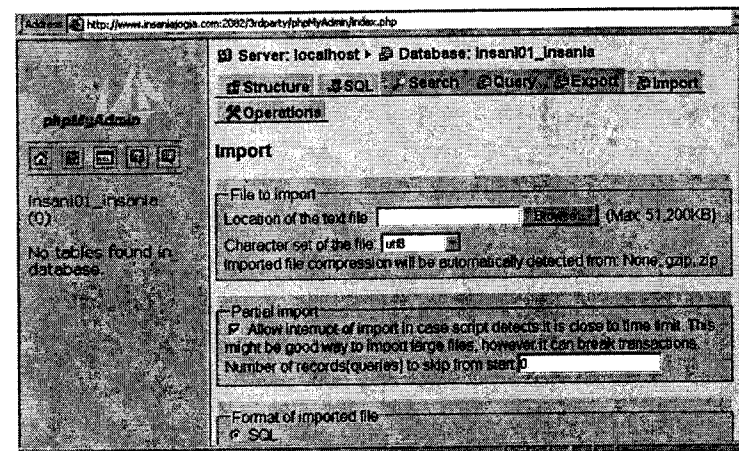 Address http://www.insaniajogja.com:2082/3rdparty/phpMyAdmin/index.php
Server: localhost ▸ Database: insani01_insania
Structure SQL Search Query Export Import
Operations
phpMyAdmin
insani01_insania
(0)
No tables found in
database.
Import
File to import
Location of the text file Browse... (Max: 51,200KB)
Character set of the file: utf8
Imported file compression will be automatically detected from: None, gzip, zip
Partial import
Allow interrupt of import in case script detects it is close to time limit. This
might be good way to import large files, however it can break transactions.
Number of records(queries) to skip from start 0
Format of imported file
SQL